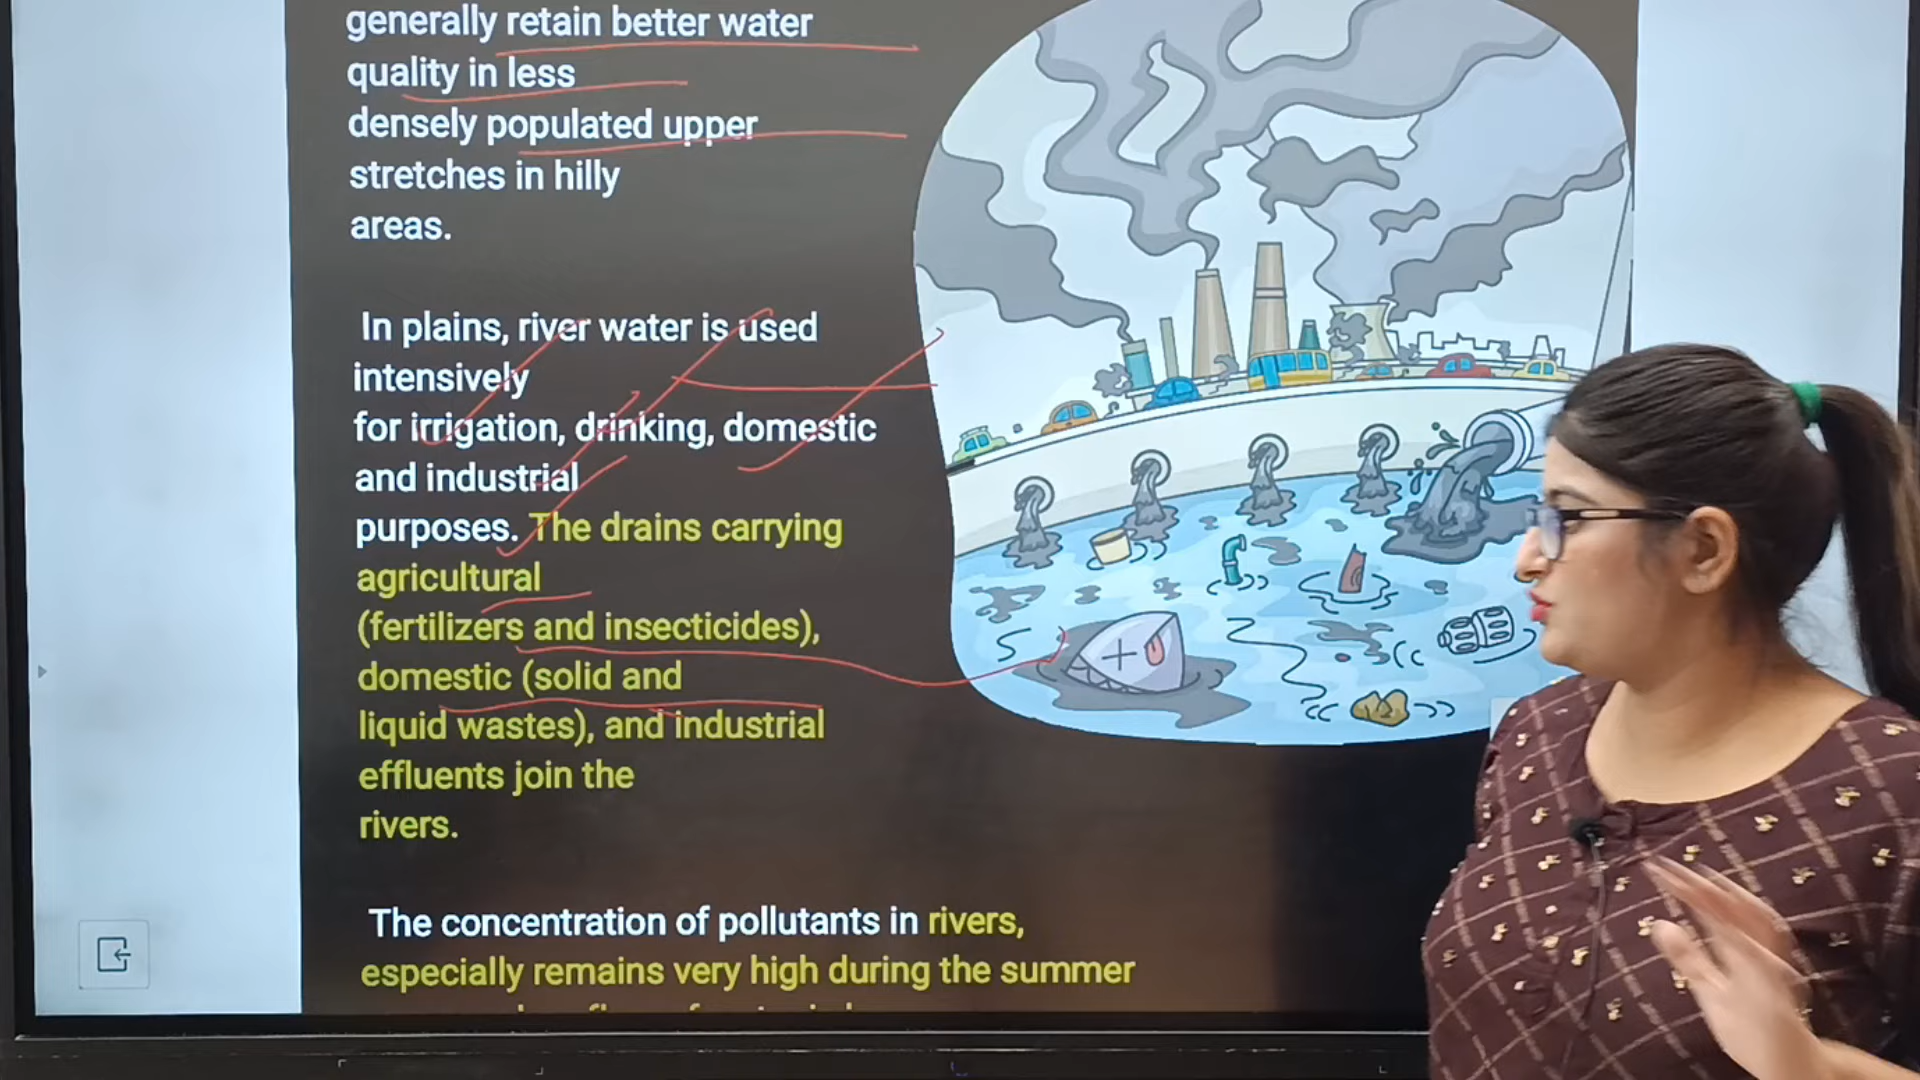 generally retain better water
quality in less
densely populated upper
stretches in hilly
areas.
In plains, river water is used
intensively
for irrigation, drinking, domestic
and industrial
purposes. The drains carrying
agricultural
(fertilizers and insecticides),
domestic (solid and
liquid wastes), and industrial
effluents join the
rivers.
The concentration of pollutants in rivers,
especially remains very high during the summer